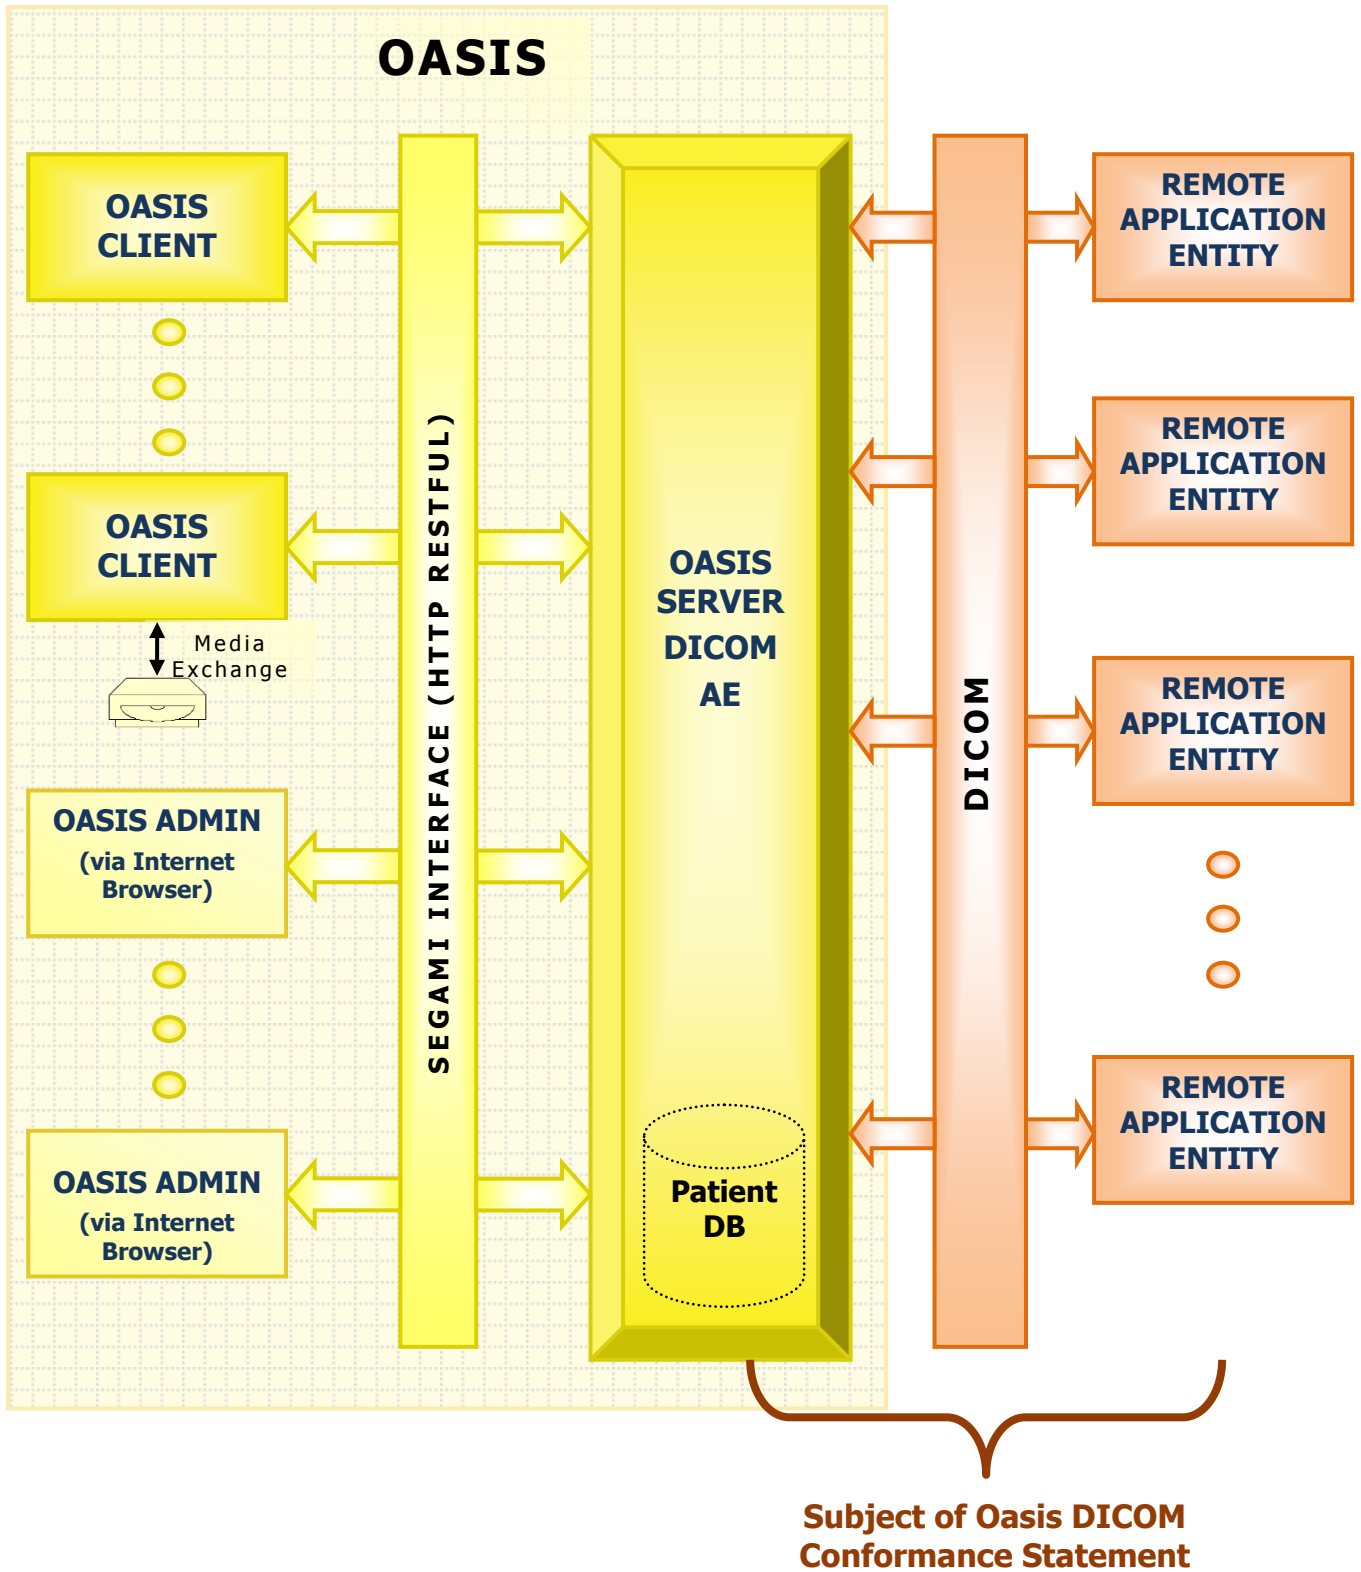 OASIS
OASIS
CLIENT
OASIS
CLIENT
Media
Exchange
OASIS ADMIN
(via Internet
Browser)
OASIS ADMIN
(via Internet
Browser)
SEGAMI INTERFACE (HTTP RESTFUL)
OASIS
SERVER
DICOM
AE
Patient
DB
DICOM
REMOTE
APPLICATION
ENTITY
REMOTE
APPLICATION
ENTITY
REMOTE
APPLICATION
ENTITY
REMOTE
APPLICATION
ENTITY
Subject of Oasis DICOM
Conformance Statement